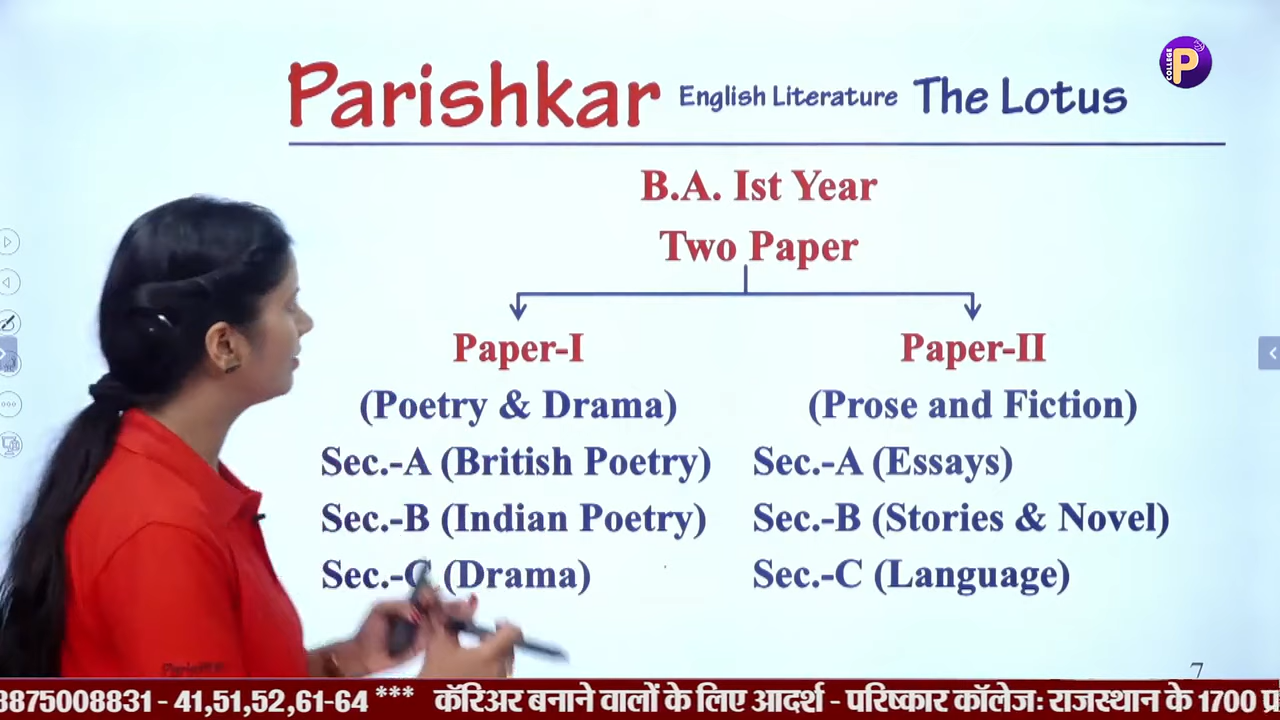 Parishkar English Literature The Lotus
COLLEGE P
B.A. Ist Year
Two Paper
Paper-I
Paper-II
(Poetry & Drama)
(Prose and Fiction)
Sec.-A (British Poetry)
Sec.-A (Essays)
Sec.-B (Indian Poetry)
Sec.-B (Stories & Novel)
Sec.-C (Drama)
Sec.-C (Language)
Parishkar
7
8875008831 - 41,51,52,61-64 *** कॅरिअर बनाने वालों के लिए आदर्श - परिष्कार कॉलेजः राजस्थान के 1700